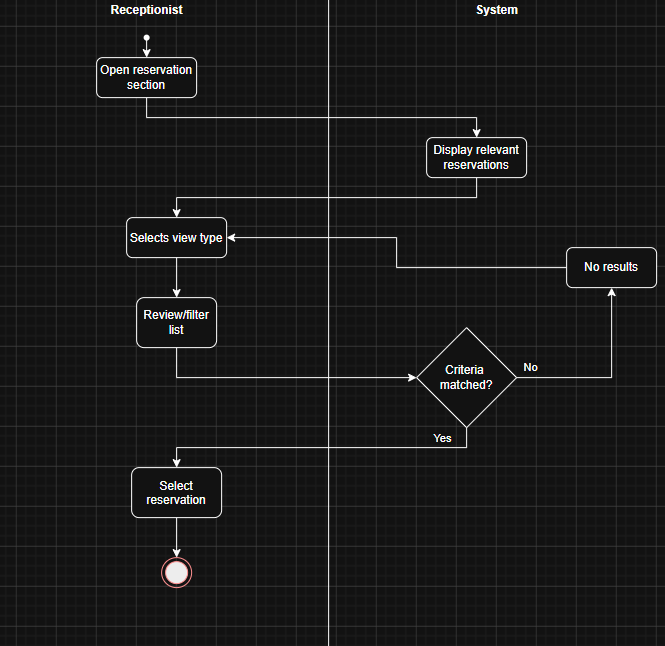 Receptionist
System
Open reservation
section
Display relevant
reservations
Selects view type
No results
Review/filter
list
Criteria
matched?
No
Yes
Select
reservation